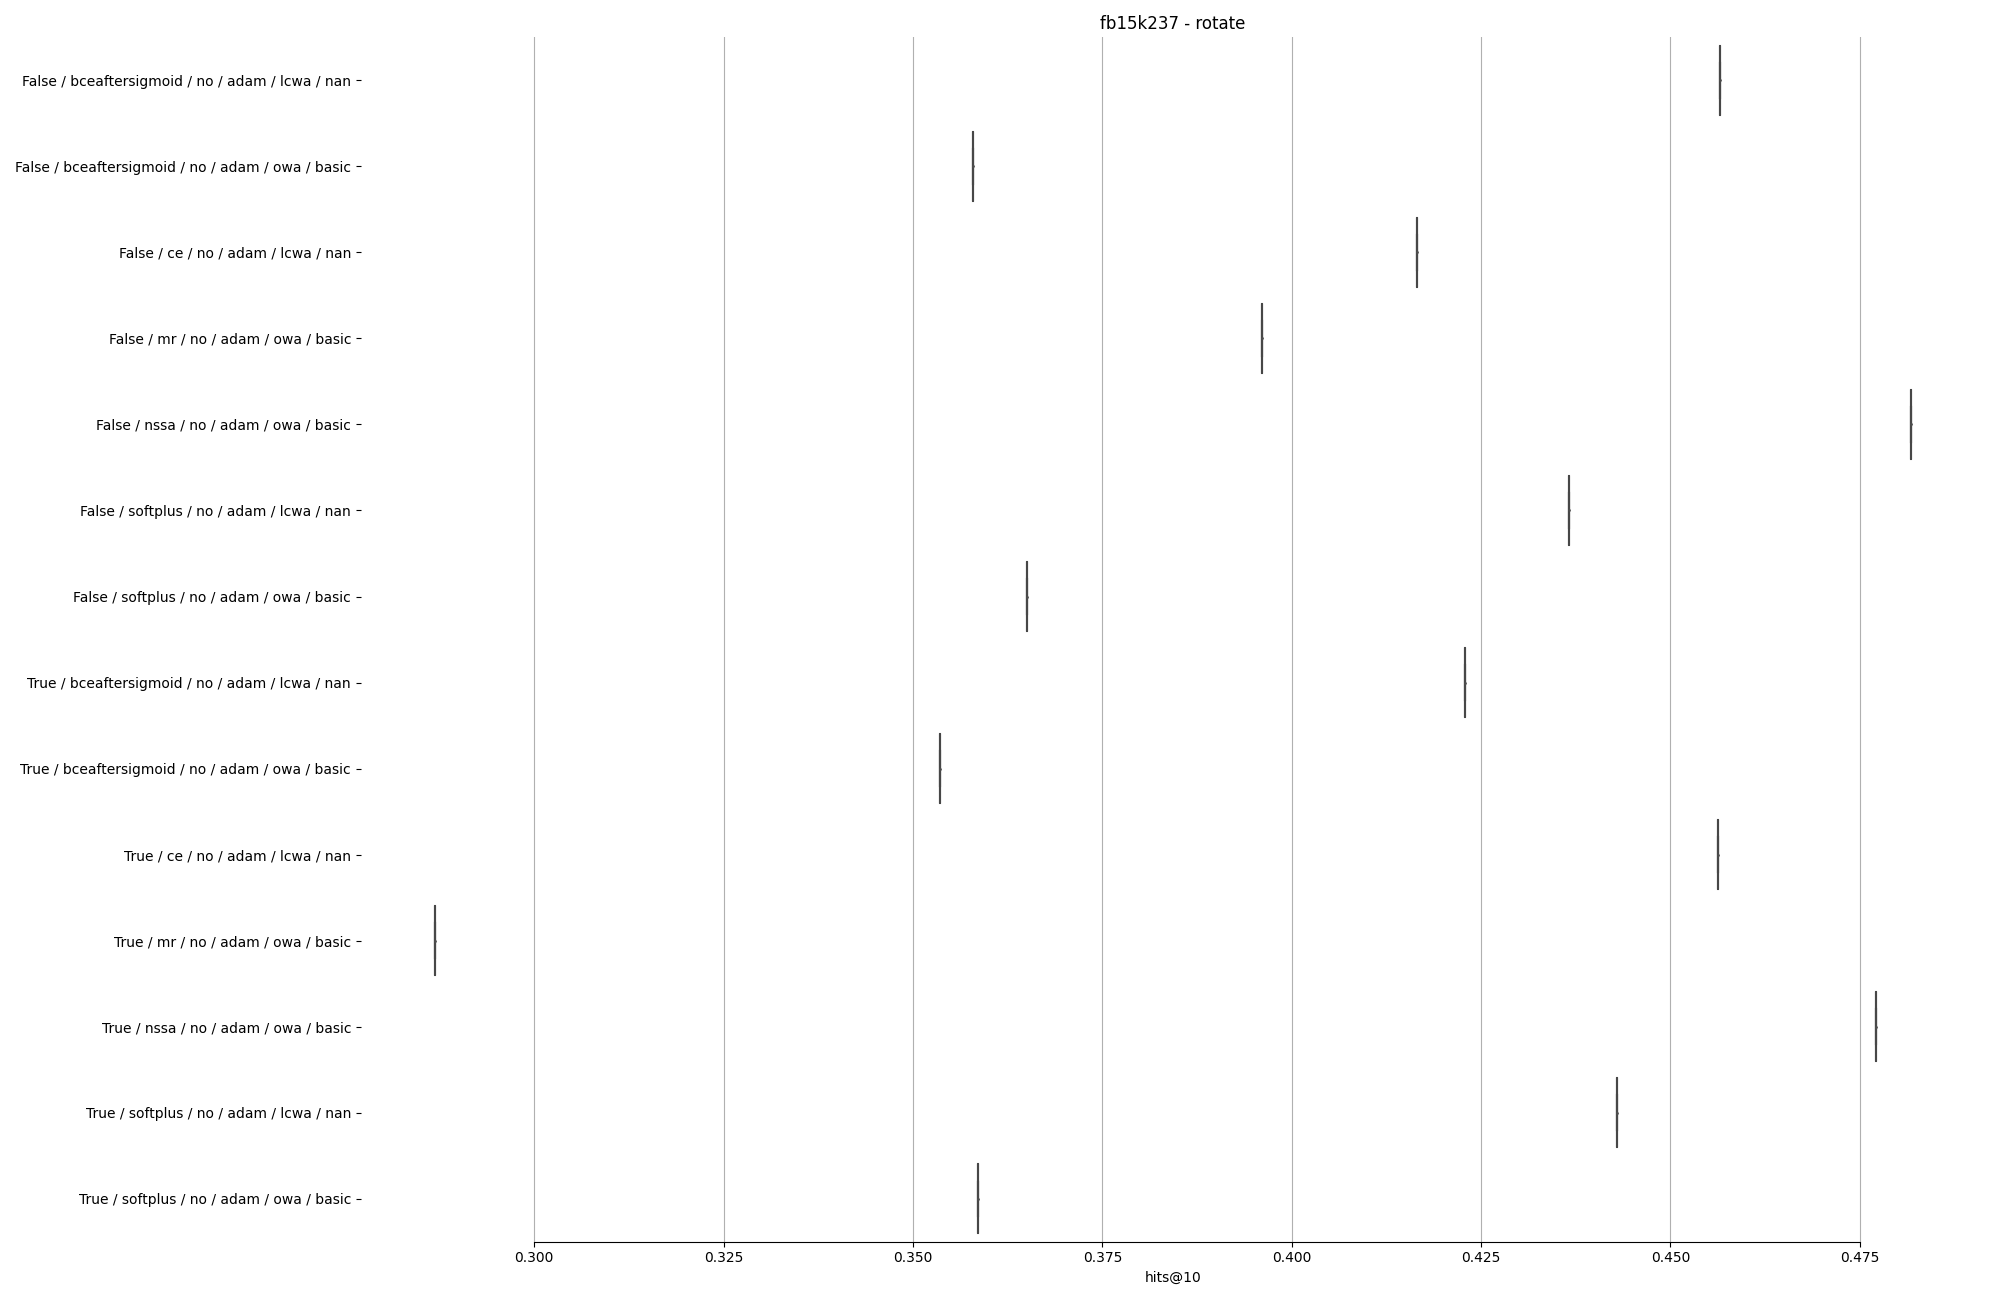 fb15k237 - rotate
False / bceaftersigmoid / no / adam / lcwa / nan
False / bceaftersigmoid / no / adam / owa / basic
False / ce / no / adam / lcwa / nan
False / mr / no / adam / owa / basic
False / nssa / no / adam / owa / basic
False / softplus / no / adam / lcwa / nan
False / softplus / no / adam / owa / basic
True / bceaftersigmoid / no / adam / lcwa / nan
True / bceaftersigmoid / no / adam / owa / basic
True / ce / no / adam / lcwa / nan
True / mr / no / adam / owa / basic
True / nssa / no / adam / owa / basic
True / softplus / no / adam / lcwa / nan
True / softplus / no / adam / owa / basic
0.300 0.325 0.350 0.375 0.400 0.425 0.450 0.475
hits@10